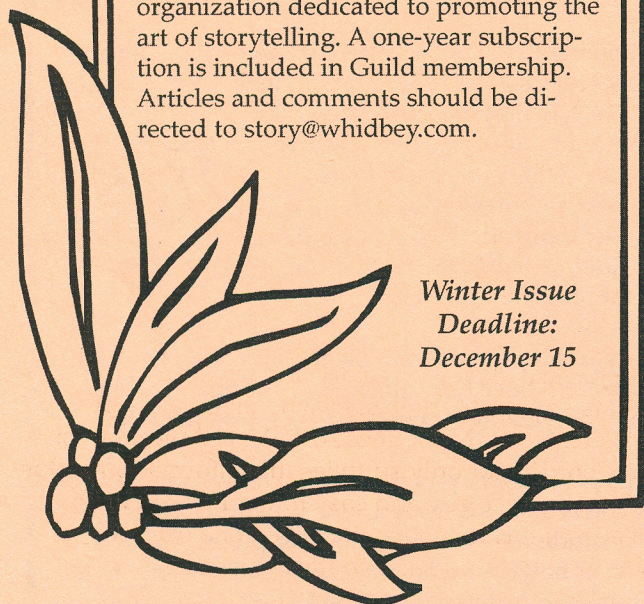 organization dedicated to promoting the
art of storytelling. A one-year subscrip-
tion is included in Guild membership.
Articles and comments should be di-
rected to story@whidbey.com.
Winter Issue
Deadline:
December 15